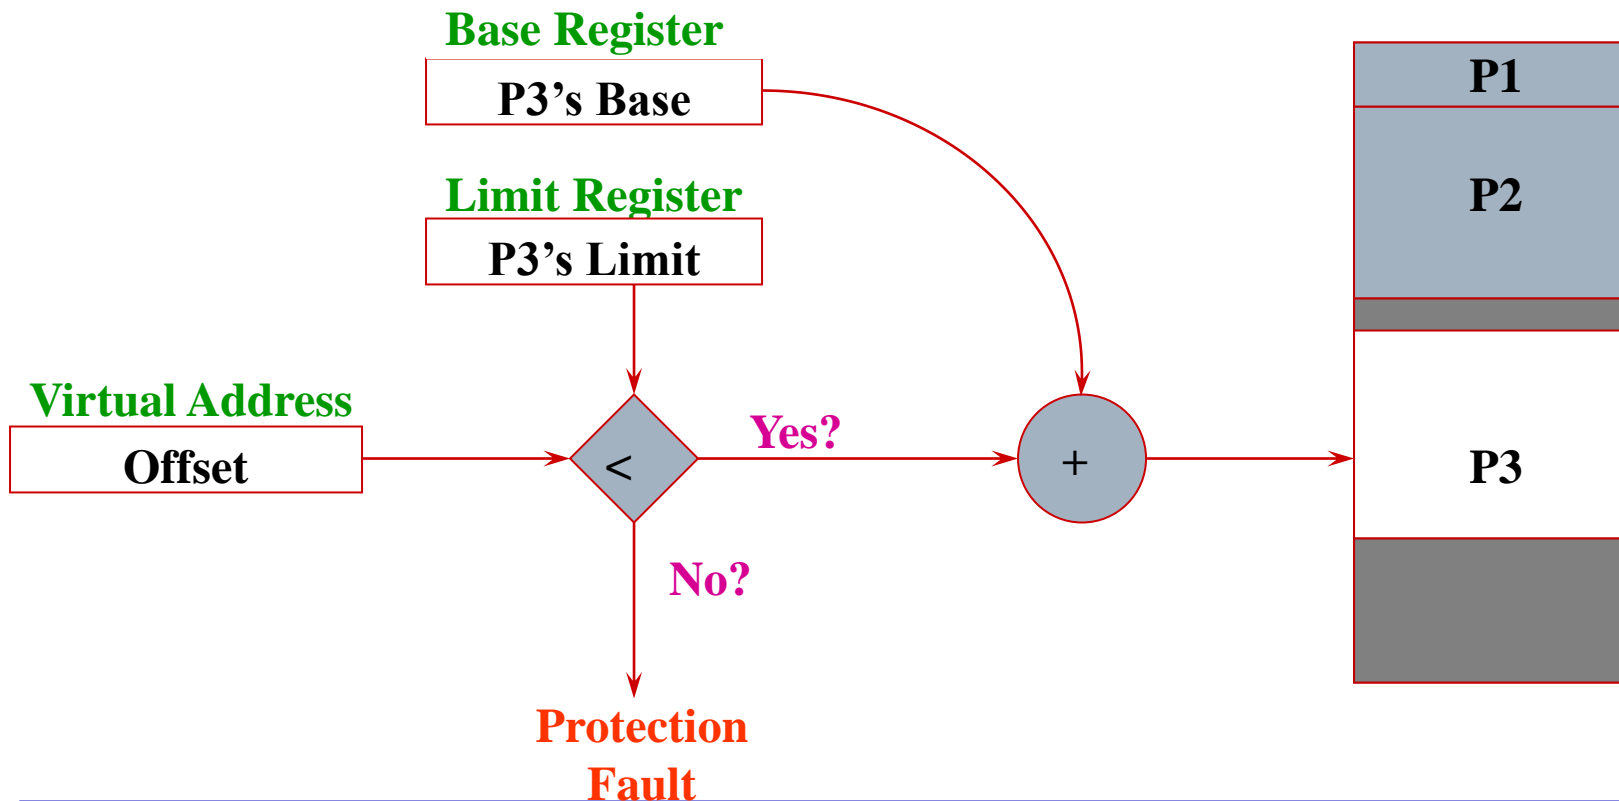 Base Register
P3’s Base
P1
Limit Register
P2
P3’s Limit
Virtual Address
Offset
<
Yes?
+
P3
No?
Protection
Fault